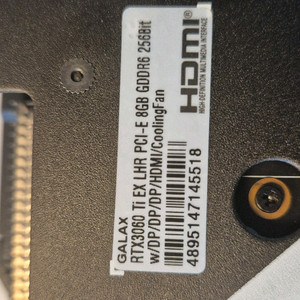 GALAX
RTX3060 Ti EX LHR PCI-E 8GB GDDR6 256Bit
w/DP/DP/DP/HDMI/CoolingFan
4895147145518
HDMI
HIGH-DEFINITION MULTIMEDIA INTERFACE